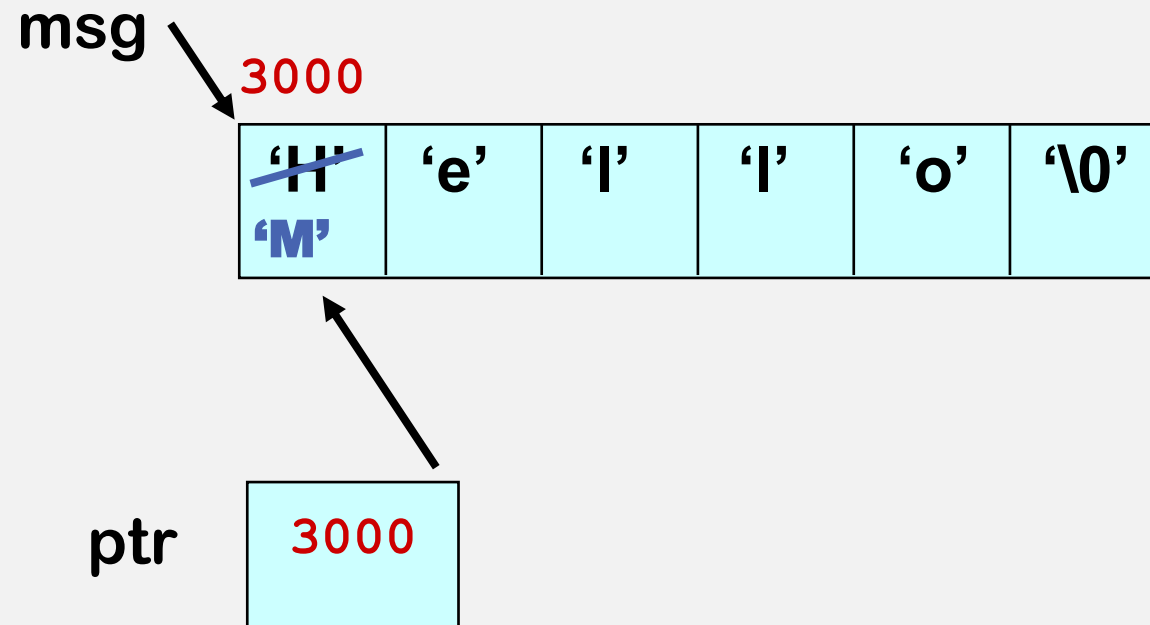 msg
3000
‘H’ ‘e’ ‘l’ ‘l’ ‘o’ ‘\0’
‘M’
ptr 3000